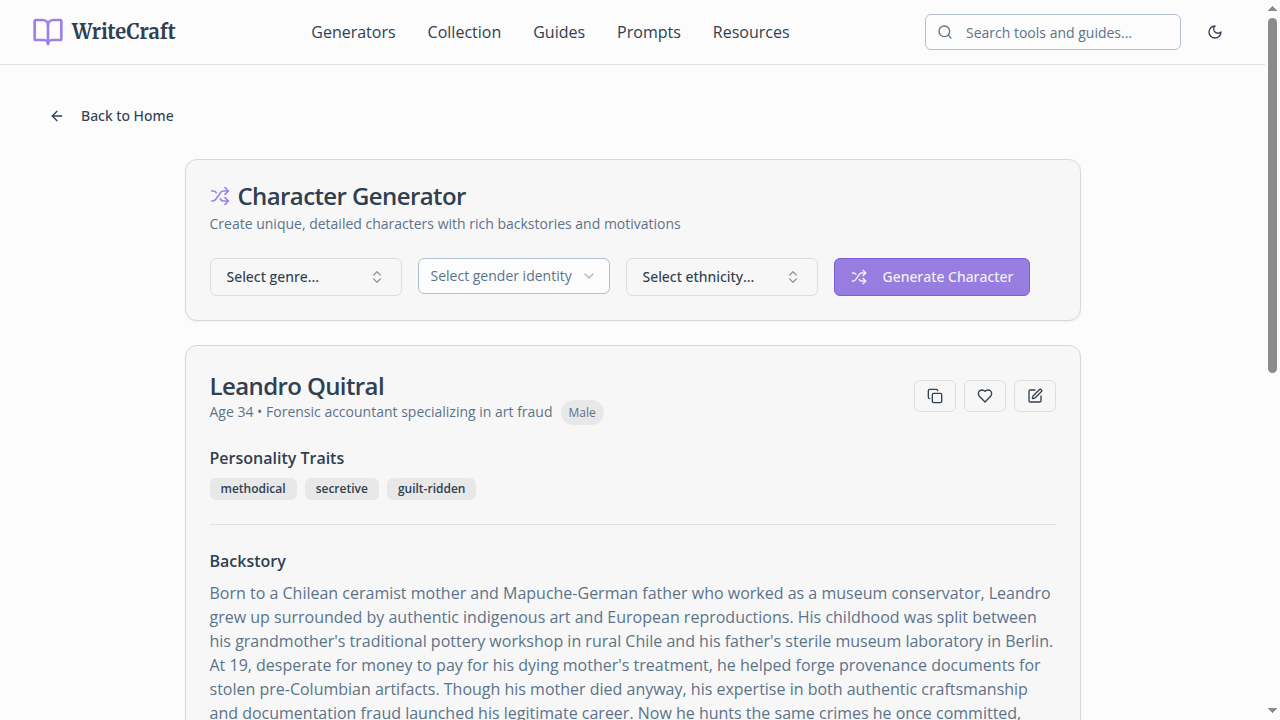 WriteCraft
Generators Collection Guides Prompts Resources
Search tools and guides...
Back to Home
Character Generator
Create unique, detailed characters with rich backstories and motivations
Select genre... Select gender identity Select ethnicity... Generate Character
Leandro Quitral
Age 34 • Forensic accountant specializing in art fraud Male
Personality Traits
methodical secretive guilt-ridden
Backstory
Born to a Chilean ceramist mother and Mapuche-German father who worked as a museum conservator, Leandro
grew up surrounded by authentic indigenous art and European reproductions. His childhood was split between
his grandmother's traditional pottery workshop in rural Chile and his father's sterile museum laboratory in Berlin.
At 19, desperate for money to pay for his dying mother's treatment, he helped forge provenance documents for
stolen pre-Columbian artifacts. Though his mother died anyway, his expertise in both authentic craftsmanship
and documentation fraud launched his legitimate career. Now he hunts the same crimes he once committed,